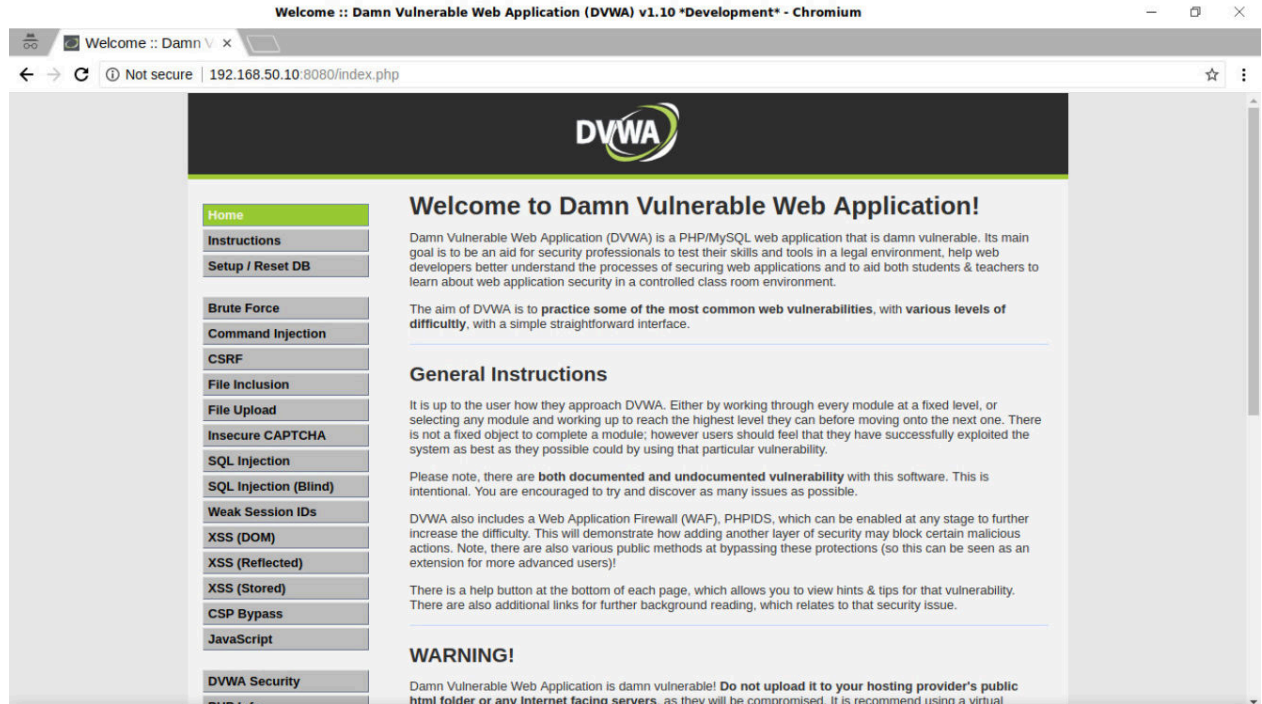 Welcome :: Damn Vulnerable Web Application (DVWA) v1.10 *Development* - Chromium
Welcome :: Damn V
Not secure | 192.168.50.10:8080/index.php
DVWA
Home
Instructions
Setup / Reset DB
Brute Force
Command Injection
CSRF
File Inclusion
File Upload
Insecure CAPTCHA
SQL Injection
SQL Injection (Blind)
Weak Session IDs
XSS (DOM)
XSS (Reflected)
XSS (Stored)
CSP Bypass
JavaScript
DVWA Security
Welcome to Damn Vulnerable Web Application!
Damn Vulnerable Web Application (DVWA) is a PHP/MySQL web application that is damn vulnerable. Its main
goal is to be an aid for security professionals to test their skills and tools in a legal environment, help web
developers better understand the processes of securing web applications and to aid both students & teachers to
learn about web application security in a controlled class room environment.
The aim of DVWA is to practice some of the most common web vulnerabilities, with various levels of
difficultly, with a simple straightforward interface.
General Instructions
It is up to the user how they approach DVWA. Either by working through every module at a fixed level, or
selecting any module and working up to reach the highest level they can before moving onto the next one. There
is not a fixed object to complete a module; however users should feel that they have successfully exploited the
system as best as they possible could by using that particular vulnerability.
Please note, there are both documented and undocumented vulnerability with this software. This is
intentional. You are encouraged to try and discover as many issues as possible.
DVWA also includes a Web Application Firewall (WAF), PHPIDS, which can be enabled at any stage to further
increase the difficulty. This will demonstrate how adding another layer of security may block certain malicious
actions. Note, there are also various public methods at bypassing these protections (so this can be seen as an
extension for more advanced users)!
There is a help button at the bottom of each page, which allows you to view hints & tips for that vulnerability.
There are also additional links for further background reading, which relates to that security issue.
WARNING!
Damn Vulnerable Web Application is damn vulnerable! Do not upload it to your hosting provider's public
html folder or any Internet facing servers, as they will be compromised. It is recommend using a virtual